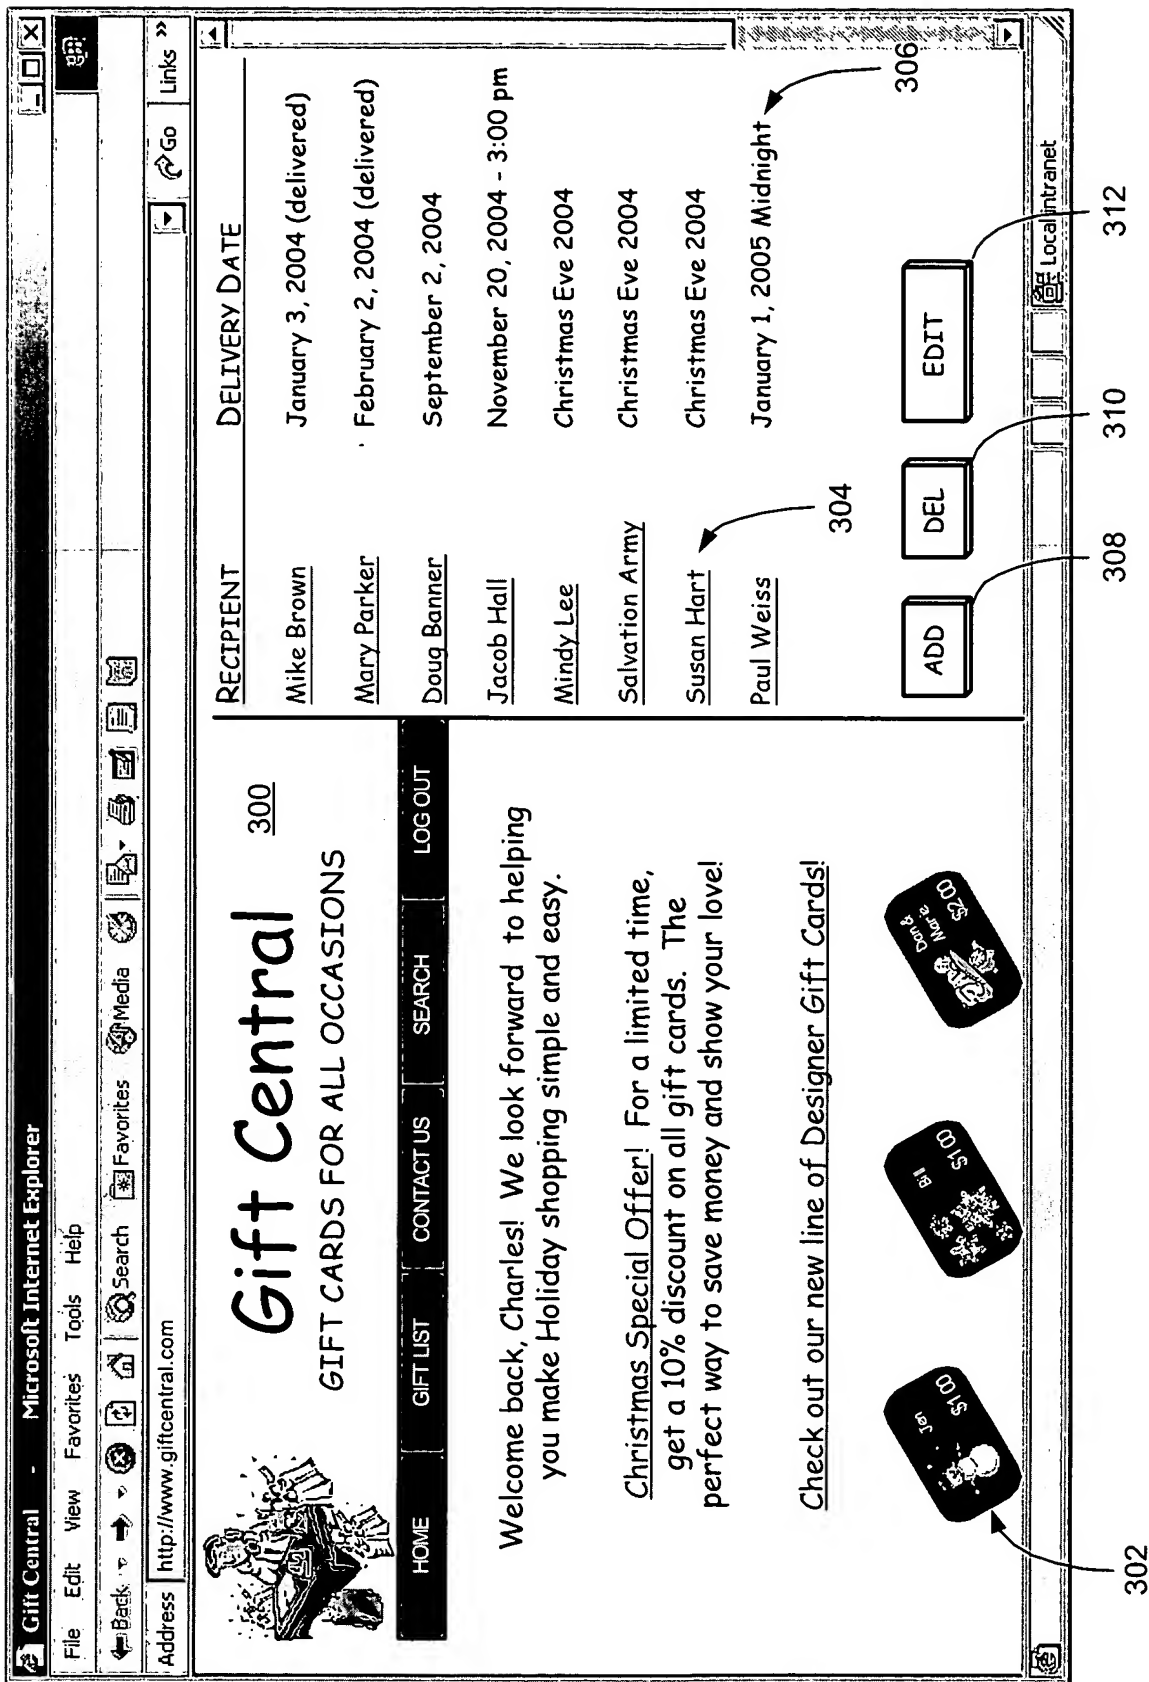 Gift Central - Microsoft Internet Explorer
File Edit View Favorites Tools Help
Back Search Favorites Media
Address http://www.giftcentral.com Go Links »
Gift Central 300
GIFT CARDS FOR ALL OCCASIONS
HOME GIFT LIST CONTACT US SEARCH LOG OUT
Welcome back, Charles! We look forward to helping
you make Holiday shopping simple and easy.
Christmas Special Offer! For a limited time,
get a 10% discount on all gift cards. The
perfect way to save money and show your love!
Check out our new line of Designer Gift Cards!
Jen
$100
Bill
$100
Dan &
$200
302
RECIPIENT DELIVERY DATE
Mike Brown January 3, 2004 (delivered)
Mary Parker February 2, 2004 (delivered)
Doug Banner September 2, 2004
Jacob Hall November 20, 2004 - 3:00 pm
Mindy Lee Christmas Eve 2004
Salvation Army Christmas Eve 2004
Susan Hart Christmas Eve 2004
Paul Weiss January 1, 2005 Midnight
304
306
ADD DEL EDIT
Local intranet
308 310 312